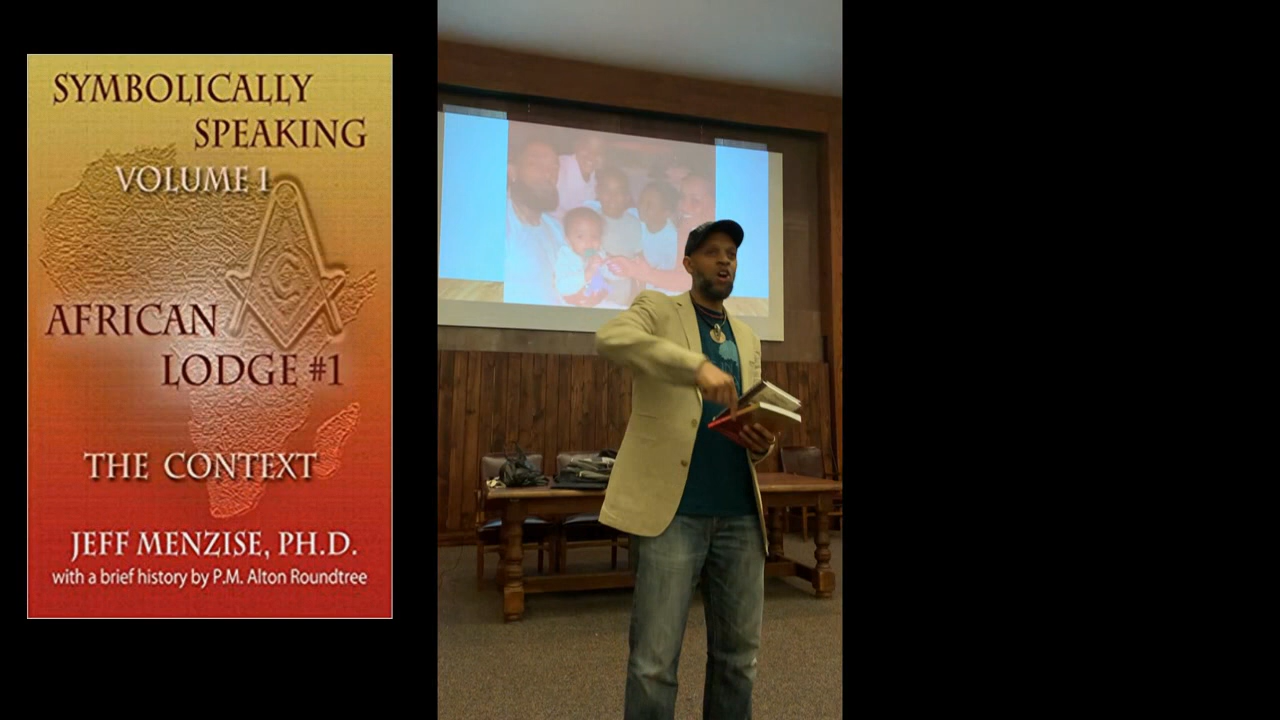 SYMBOLICALLY
SPEAKING
VOLUME 1
G
AFRICAN
LODGE #1
THE CONTEXT
JEFF MENZISE, PH.D.
with a brief history by P.M. Alton Roundtree